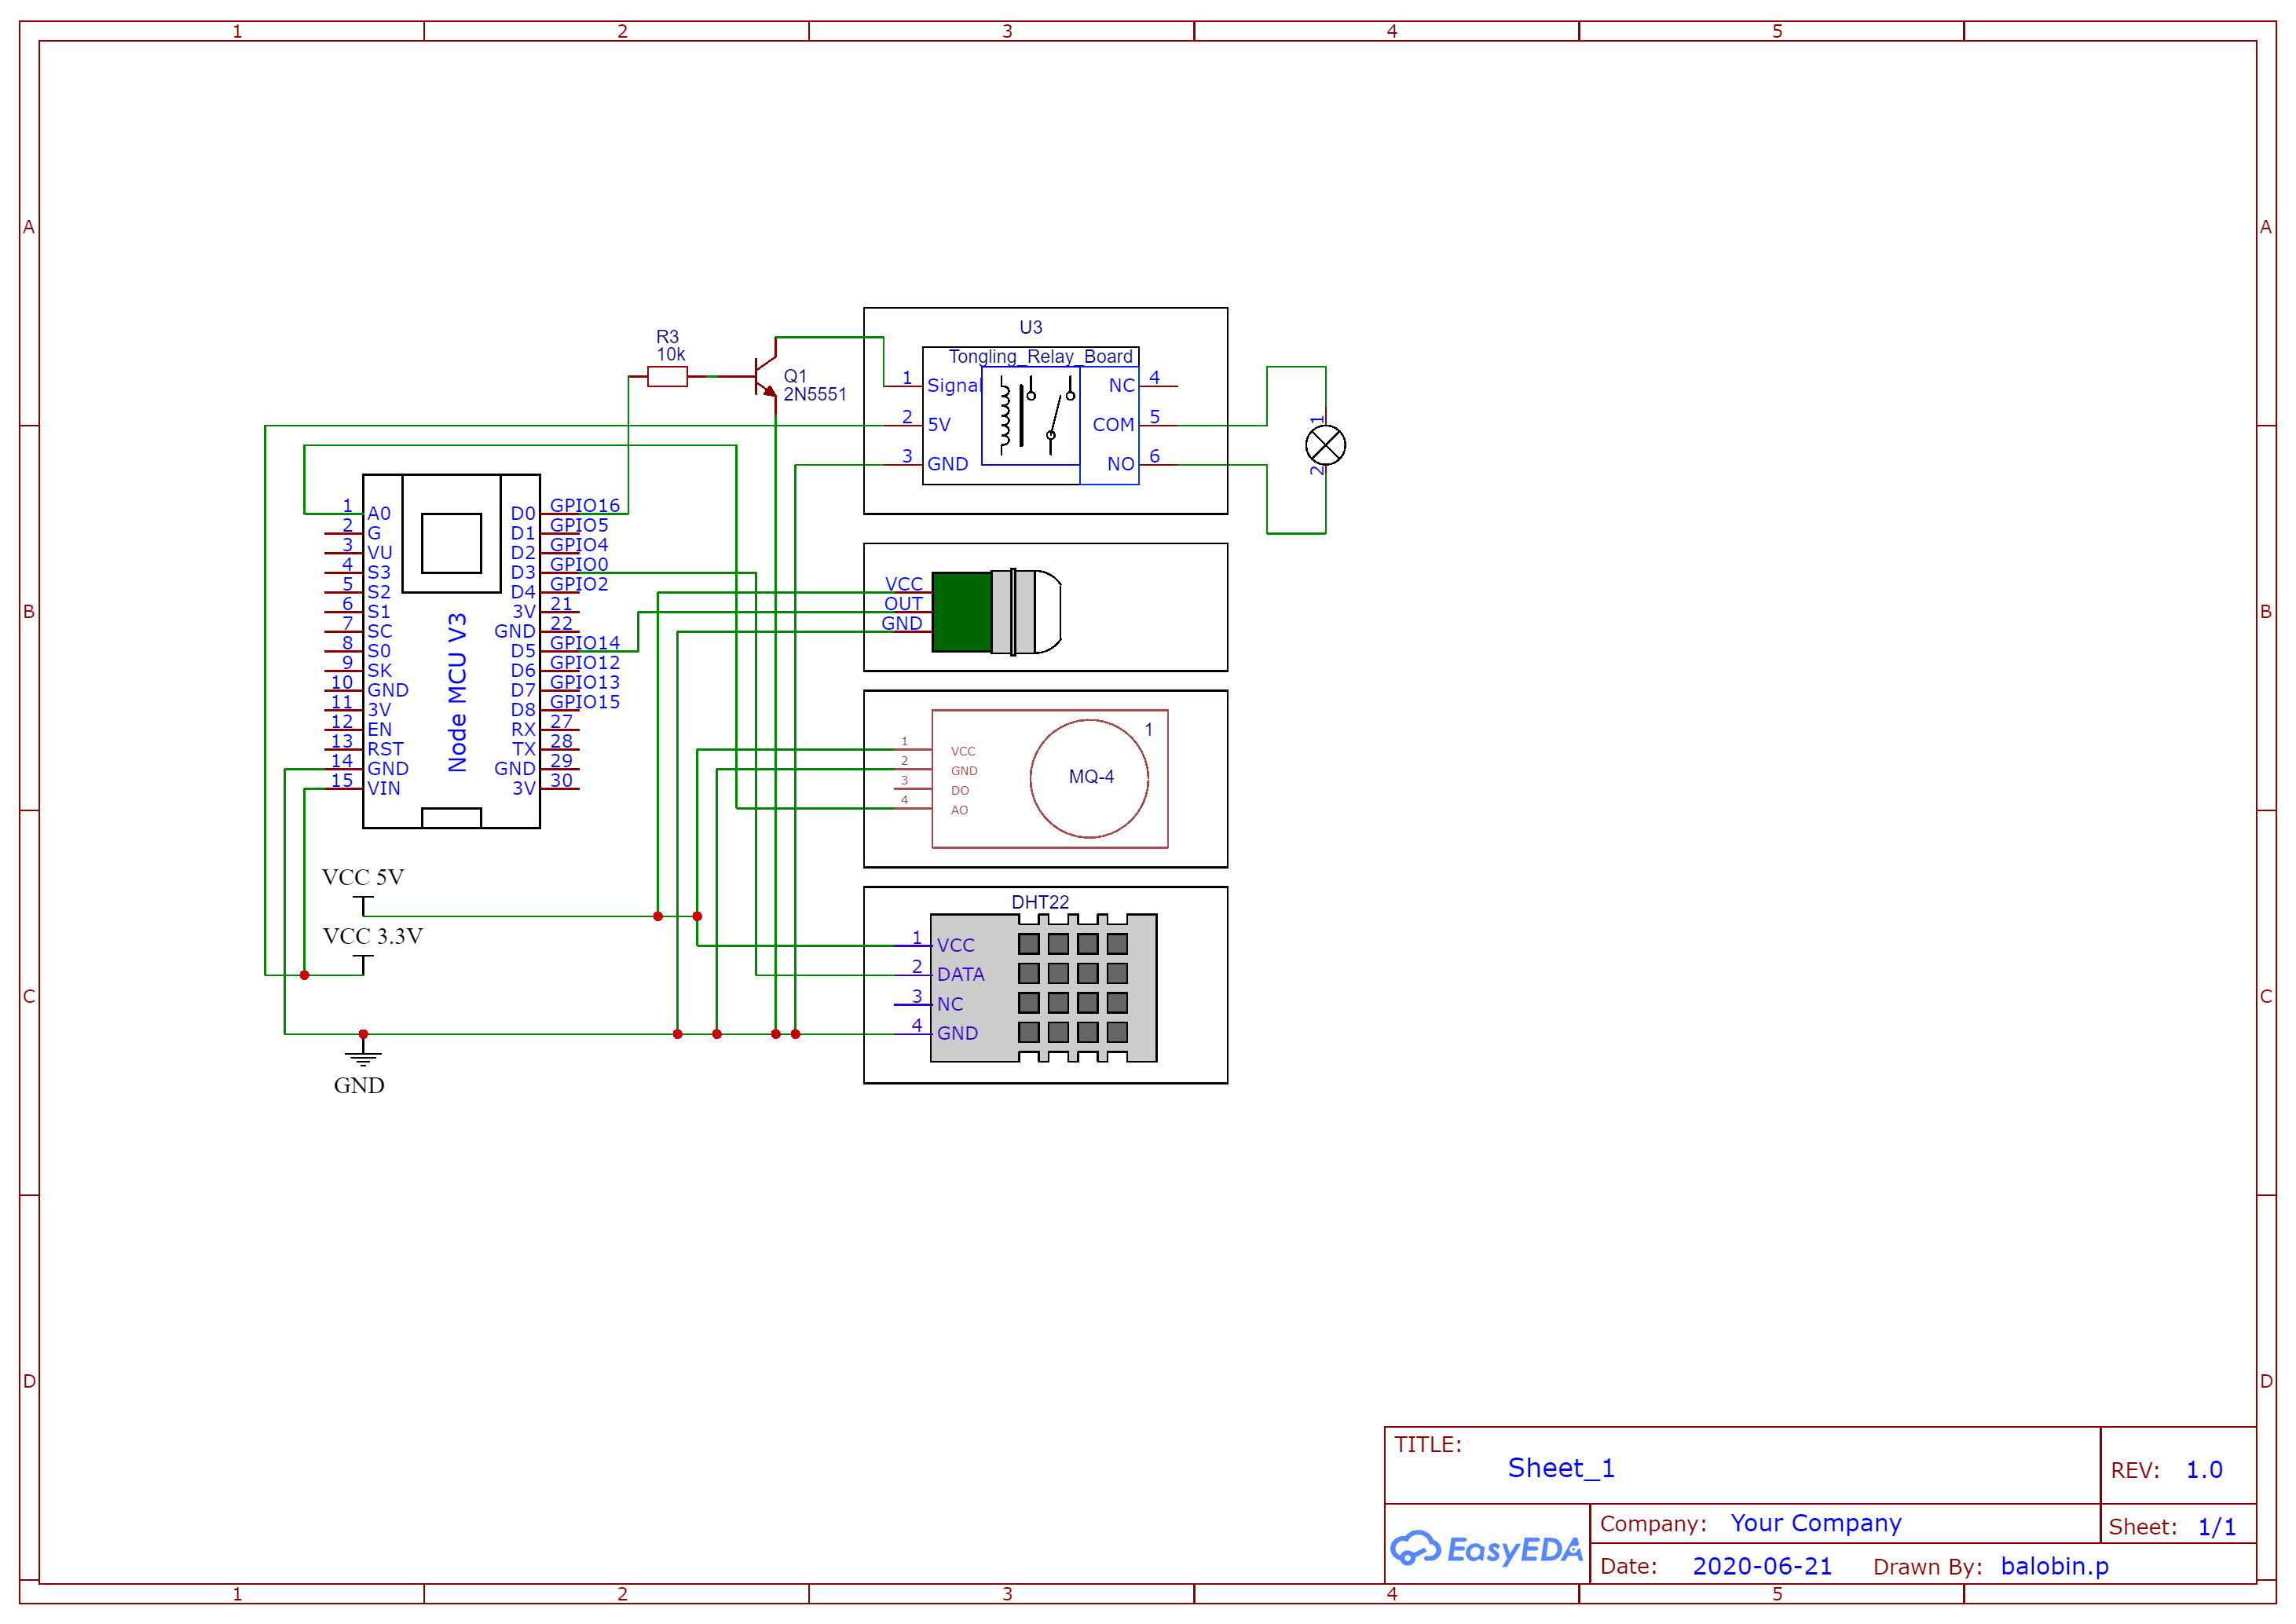 1 2 3 4 5
A A
B B
C C
D D
R3
10k
Q1
2N5551
U3
Tongling_Relay_Board
1 Signal
2 5V
3 GND
NC 4
COM 5
NO 6
1
2
1 A0
2 G
3 VU
4 S3
5 S2
6 S1
7 SC
8 S0
9 SK
10 GND
11 3V
12 EN
13 RST
14 GND
15 VIN
Node MCU V3
D0 GPIO16
D1 GPIO5
D2 GPIO4
D3 GPIO0
D4 GPIO2
3V 21
GND 22
D5 GPIO14
D6 GPIO12
D7 GPIO13
D8 GPIO15
RX 27
TX 28
GND 29
3V 30
VCC
OUT
GND
1 VCC
2 GND
3 DO
4 AO
1
MQ-4
VCC 5V
VCC 3.3V
GND
DHT22
1 VCC
2 DATA
3 NC
4 GND
TITLE:
Sheet_1
REV: 1.0
EasyEDA
Company: Your Company
Sheet: 1/1
Date: 2020-06-21 Drawn By: balobin.p
1 2 3 4 5